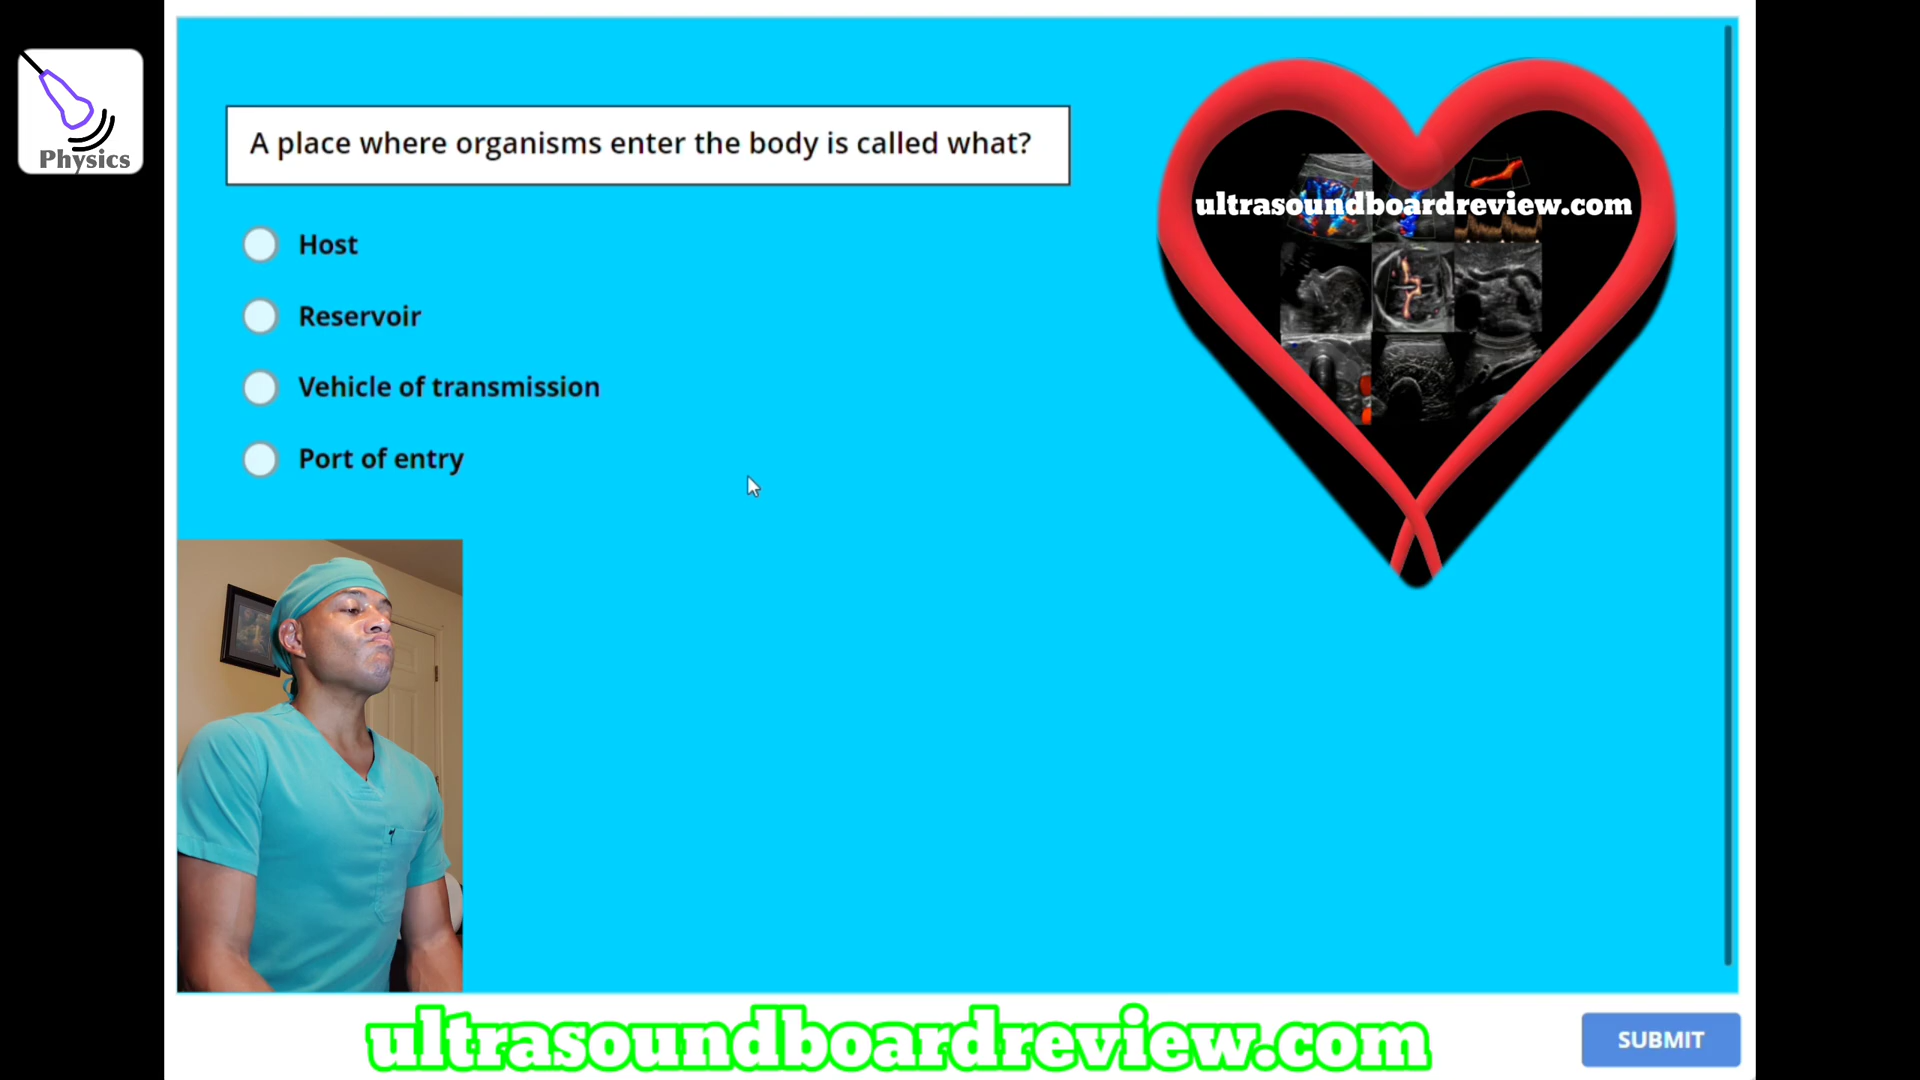 Physics
A place where organisms enter the body is called what?
ultrasoundboardreview.com
Host
Reservoir
Vehicle of transmission
Port of entry
ultrasoundboardreview.com
SUBMIT